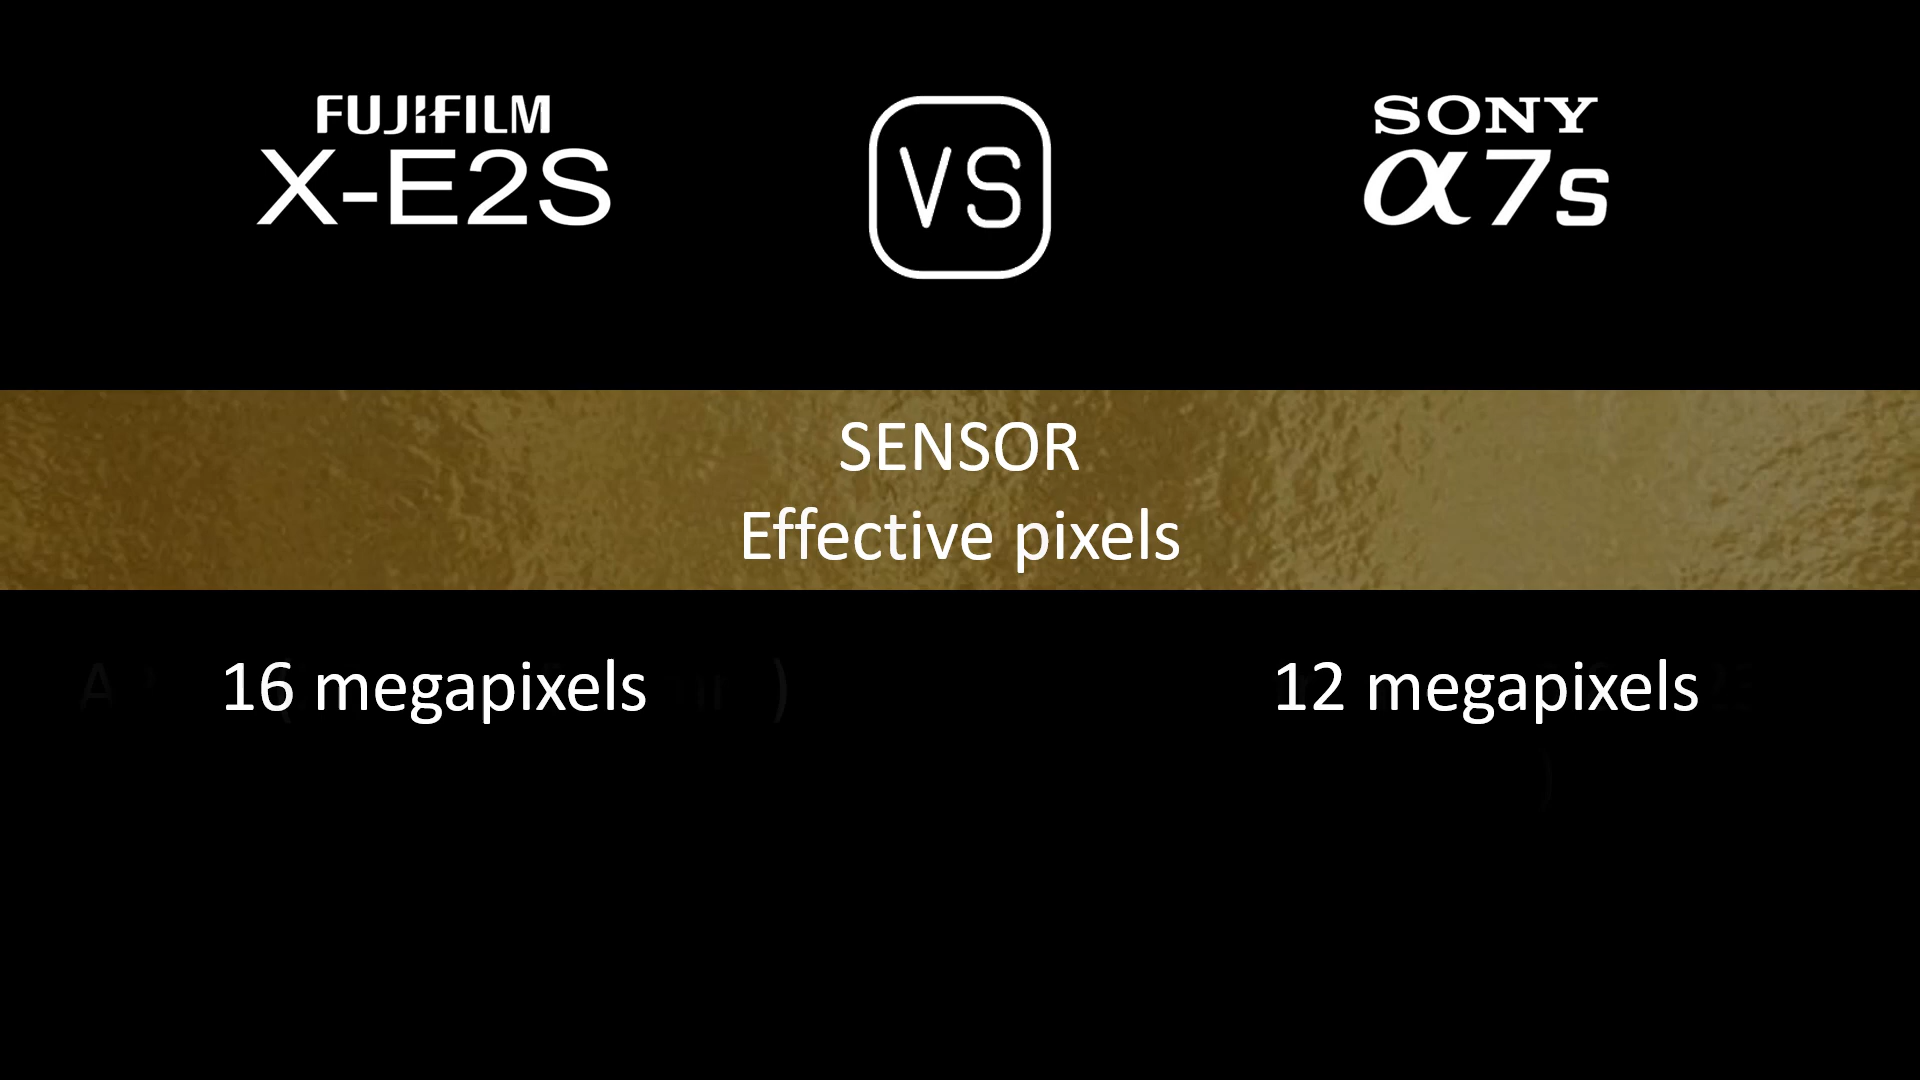 FUJIFILM
X-E2S
VS
SONY
α7s
SENSOR
Effective pixels
16 megapixels
12 megapixels